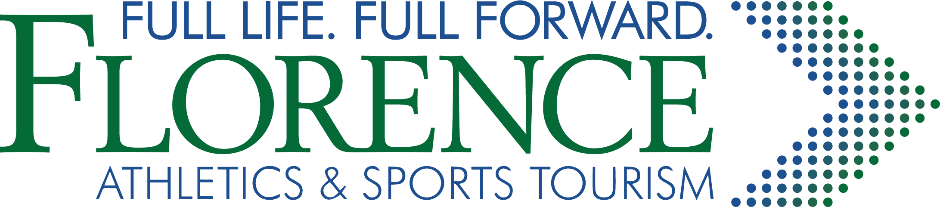 FULL LIFE. FULL FORWARD.
FLORENCE
ATHLETICS & SPORTS TOURISM